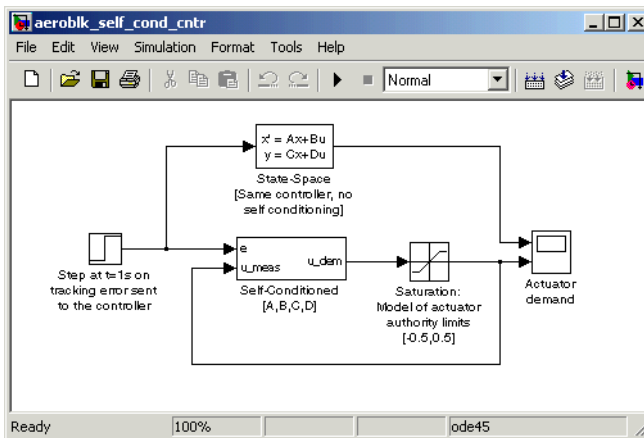 aeroblk_self_cond_cntr
File Edit View Simulation Format Tools Help
Normal
x' = Ax+Bu
y = Cx+Du
State-Space
[Same controller, no
self conditioning]
e
u_meas
u_dem
Step at t=1s on
tracking error sent
to the controller
Self-Conditioned
[A,B,C,D]
Saturation:
Model of actuator
authority limits
[-0.5,0.5]
Actuator
demand
Ready 100% ode45